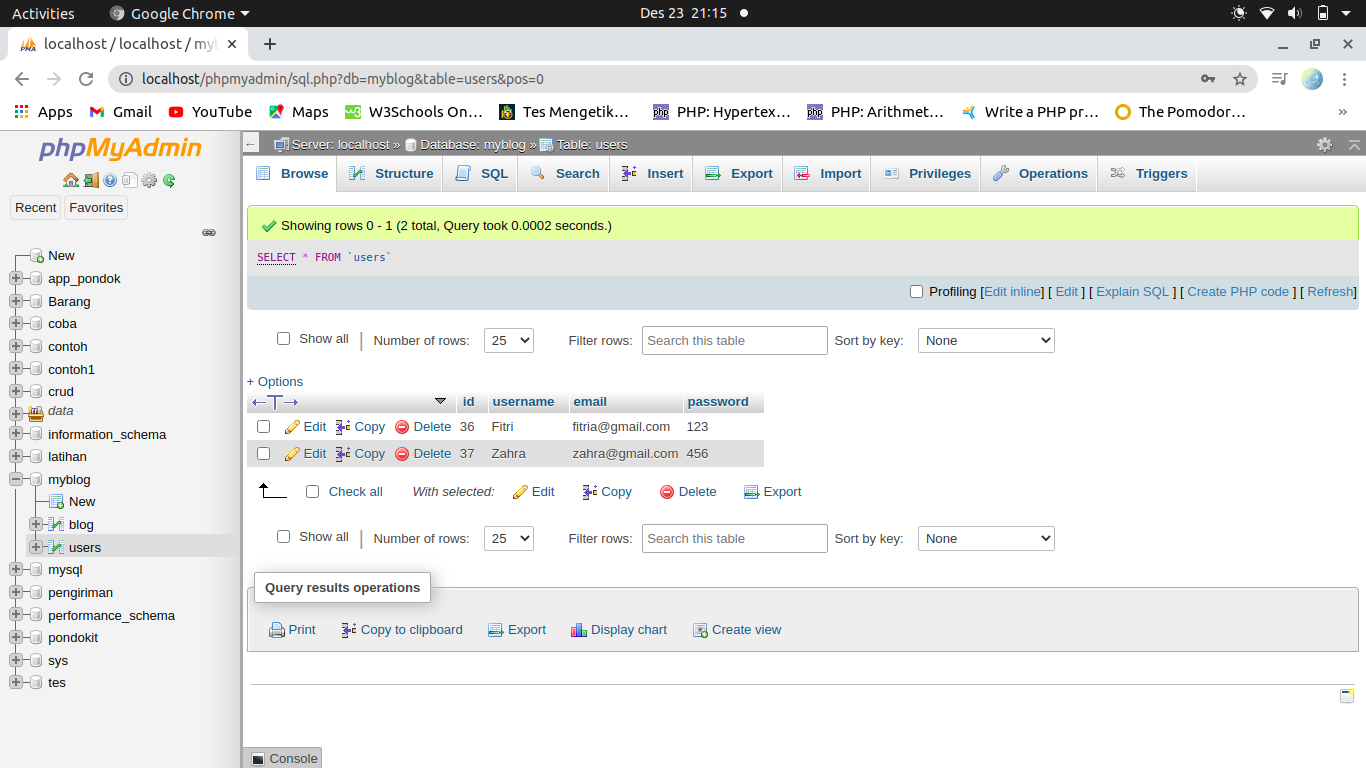 Activities Google Chrome Des 23 21:15
localhost / localhost / myb
localhost/phpmyadmin/sql.php?db=myblog&table=users&pos=0
Apps Gmail YouTube Maps W3Schools On... Tes Mengetik... PHP: Hypertex... PHP: Arithmet... Write a PHP pr... The Pomodor... »
phpMyAdmin
Recent Favorites
New
app_pondok
Barang
coba
contoh
contoh1
crud
data
information_schema
latihan
myblog
New
blog
users
mysql
pengiriman
performance_schema
pondokit
sys
tes
Server: localhost » Database: myblog » Table: users
Browse Structure SQL Search Insert Export Import Privileges Operations Triggers
Showing rows 0 - 1 (2 total, Query took 0.0002 seconds.)
SELECT * FROM `users`
Profiling [Edit inline] [ Edit ] [ Explain SQL ] [ Create PHP code ] [ Refresh]
Show all | Number of rows: 25 Filter rows: Search this table Sort by key: None
+ Options
id username email password
Edit Copy Delete 36 Fitri fitria@gmail.com 123
Edit Copy Delete 37 Zahra zahra@gmail.com 456
Check all With selected: Edit Copy Delete Export
Show all | Number of rows: 25 Filter rows: Search this table Sort by key: None
Query results operations
Print Copy to clipboard Export Display chart Create view
Console